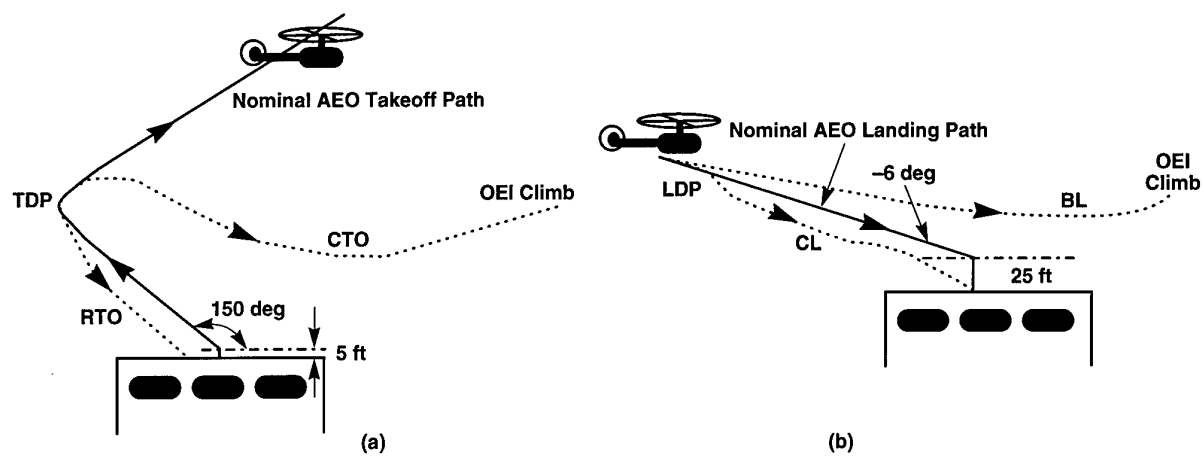 Nominal AEO Takeoff Path
TDP
OEI Climb
CTO
RTO
150 deg
5 ft
(a)
Nominal AEO Landing Path
LDP
–6 deg
OEI
Climb
BL
CL
25 ft
(b)